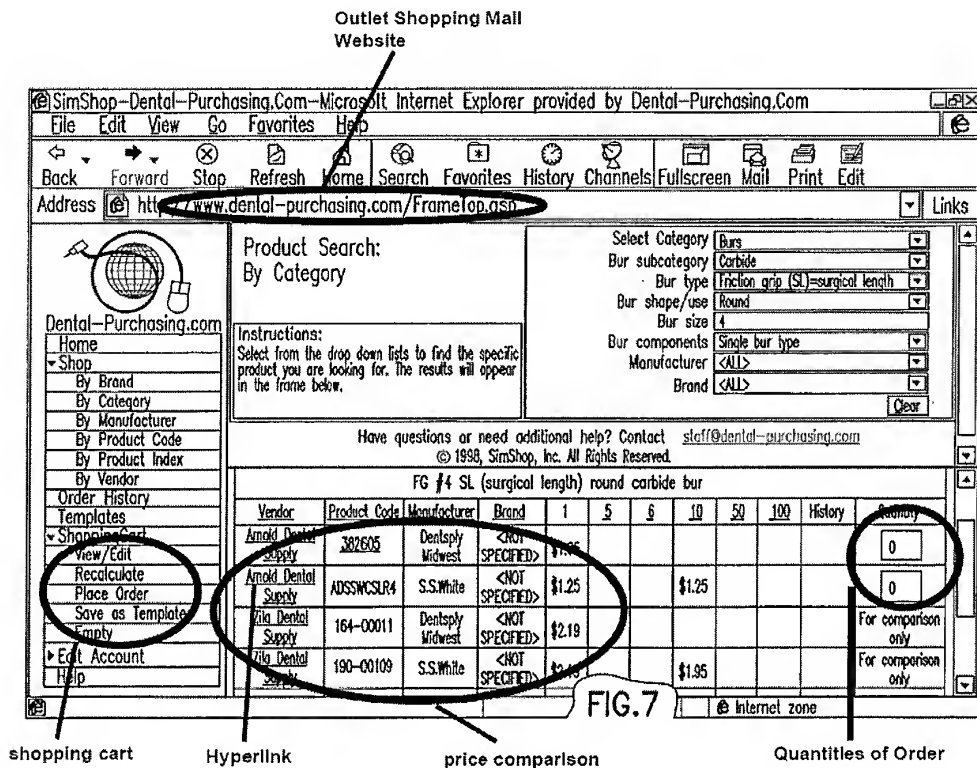 Outlet Shopping Mall
Website
SimShop-Dental-Purchasing.Com-Microsoft Internet Explorer provided by Dental-Purchasing.Com
File Edit View Go Favorites Help
Back Forward Stop Refresh Home Search Favorites History Channels Fullscreen Mail Print Edit
Address http://www.dental-purchasing.com/FrameTop.asp Links
Dental-Purchasing.com
Home
Shop
By Brand
By Category
By Manufacturer
By Product Code
By Product Index
By Vendor
Order History
Templates
ShoppingCart
View/Edit
Recalculate
Place Order
Save as Template
Empty
Edit Account
Help
Product Search:
By Category
Instructions:
Select from the drop down lists to find the specific
product you are looking for. The results will appear
in the frame below.
Select Category Burs
Bur subcategory Carbide
Bur type Friction grip (SL)=surgical length
Bur shape/use Round
Bur size 4
Bur components Single bur type
Manufacturer <ALL>
Brand <ALL>
Clear
Have questions or need additional help? Contact staff@dental-purchasing.com
© 1998, SimShop, Inc. All Rights Reserved.
FG #4 SL (surgical length) round carbide bur
Vendor Product Code Manufacturer Brand 1 5 6 10 50 100 History Quantity
Arnold Dental Supply 382605 Dentsply Midwest <NOT SPECIFIED> 0
Arnold Dental Supply ADSSWCSLR4 S.S.White <NOT SPECIFIED> $1.25 $1.25 0
Zila Dental Supply 164-00011 Dentsply Midwest <NOT SPECIFIED> $2.19 For comparison only
Zila Dental Supply 190-00109 S.S.White <NOT SPECIFIED> $1.95 For comparison only
FIG.7
Internet zone
shopping cart
Hyperlink
price comparison
Quantities of Order